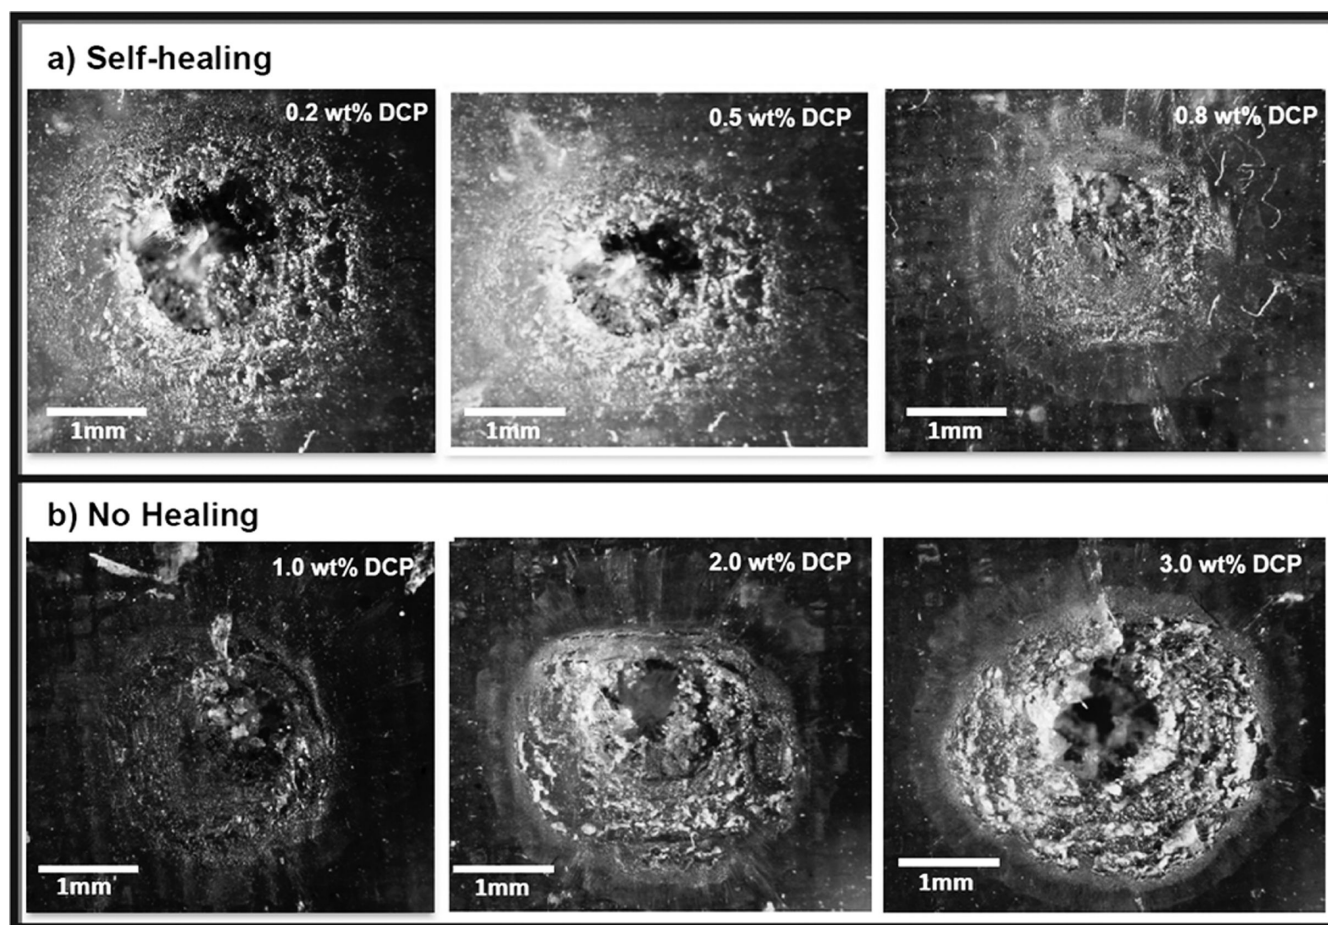 a) Self-healing
0.2 wt% DCP
0.5 wt% DCP
0.8 wt% DCP
1mm
1mm
1mm
b) No Healing
1.0 wt% DCP
2.0 wt% DCP
3.0 wt% DCP
1mm
1mm
1mm